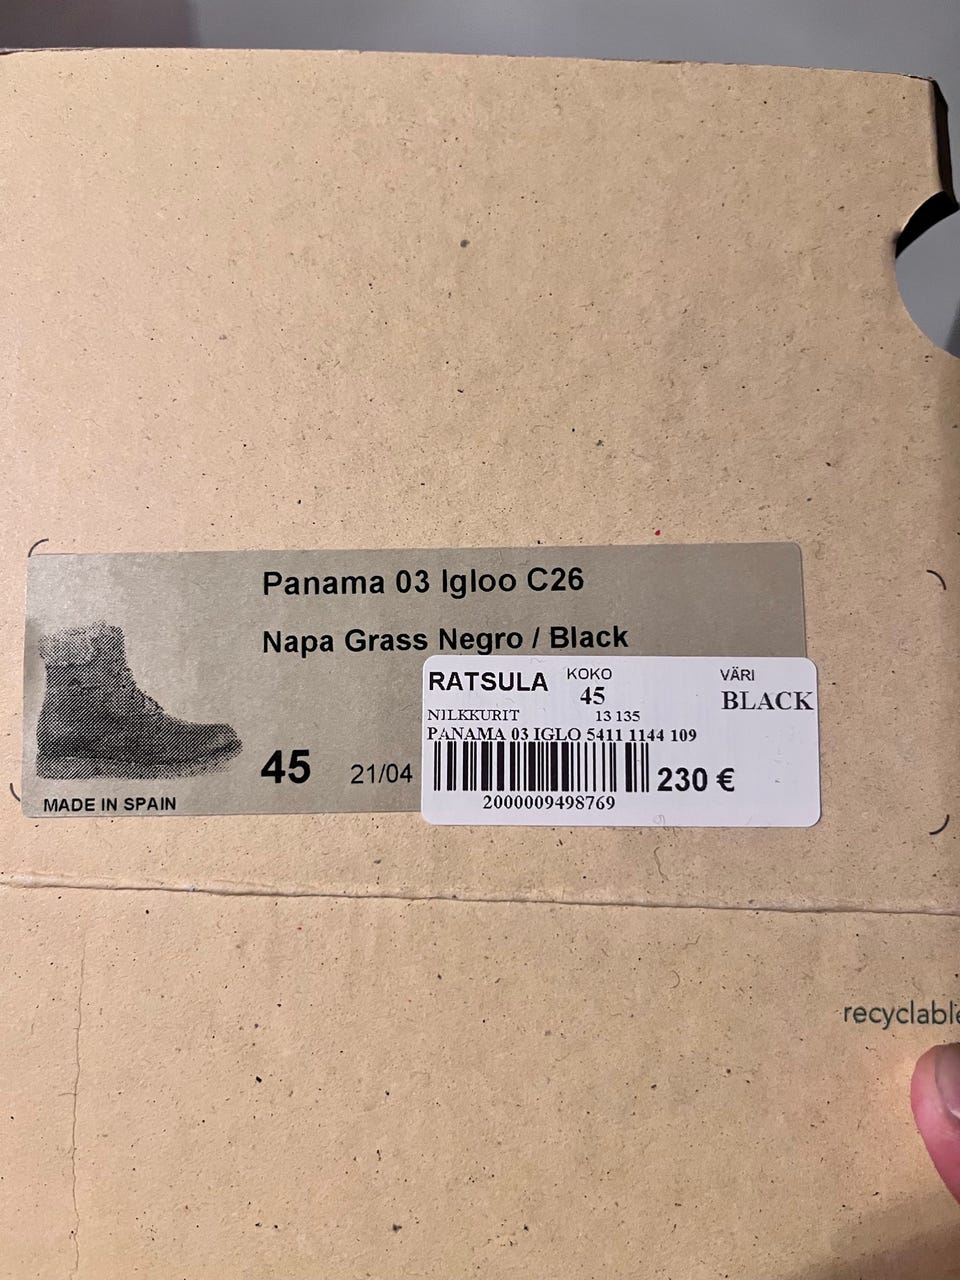 Panama 03 Igloo C26
Napa Grass Negro / Black
45 21/04
MADE IN SPAIN
RATSULA KOKO VÄRI
45 BLACK
NILKKURIT 13 135
PANAMA 03 IGLO 5411 1144 109
230 €
2000009498769
recyclable